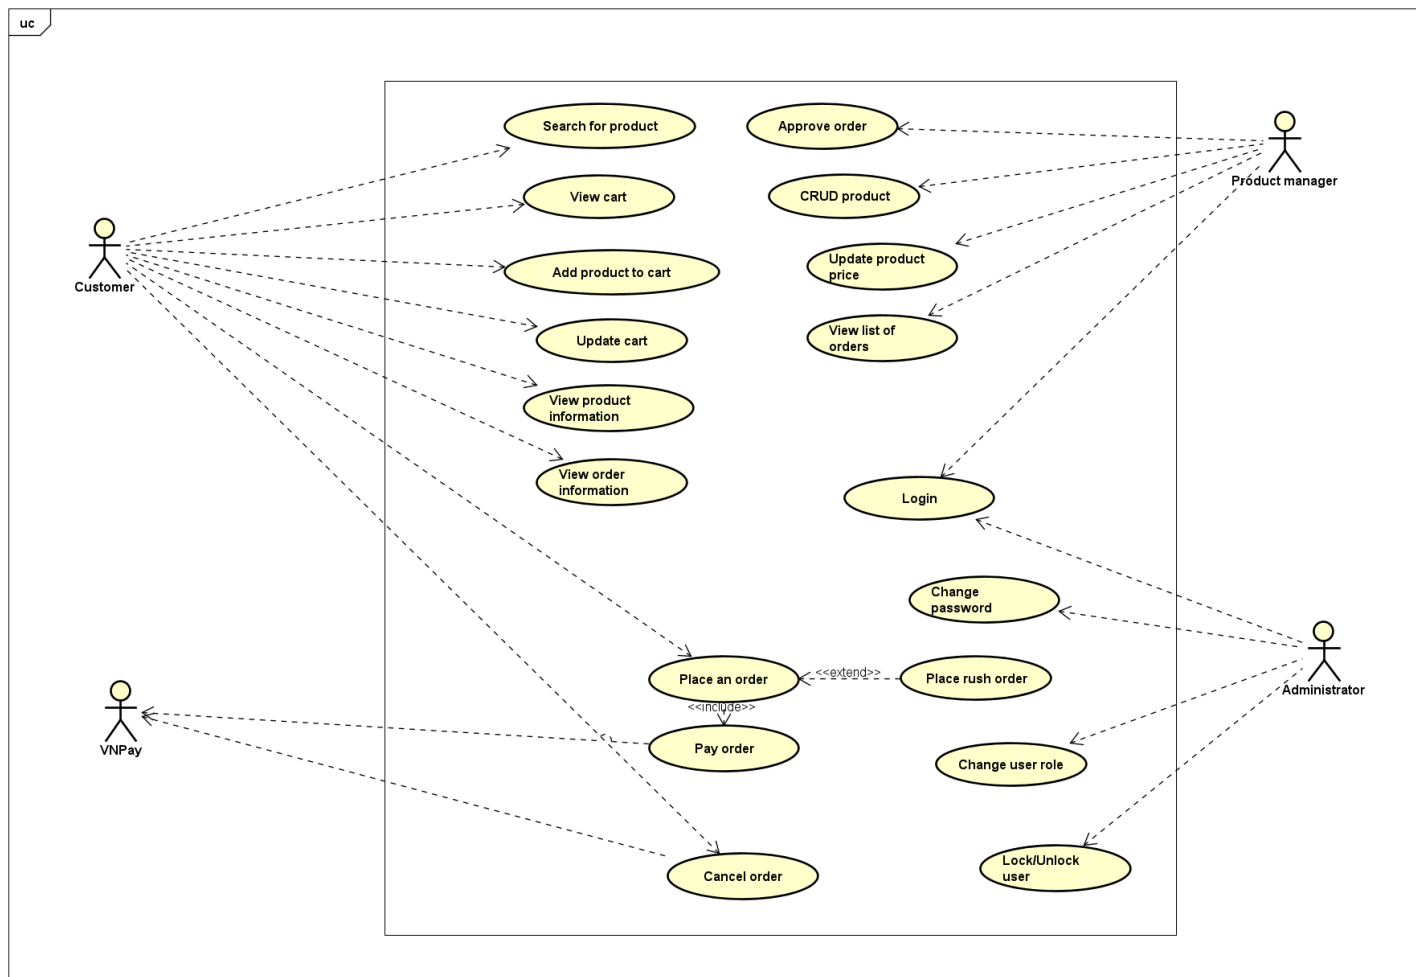 uc
Search for product
Approve order
View cart
CRUD product
Product manager
Add product to cart
Update product
price
Customer
Update cart
View list of
orders
View product
information
View order
information
Login
Change
password
Place an order
<<extend>>
Place rush order
Administrator
<<include>>
VNPay
Pay order
Change user role
Cancel order
Lock/Unlock
user